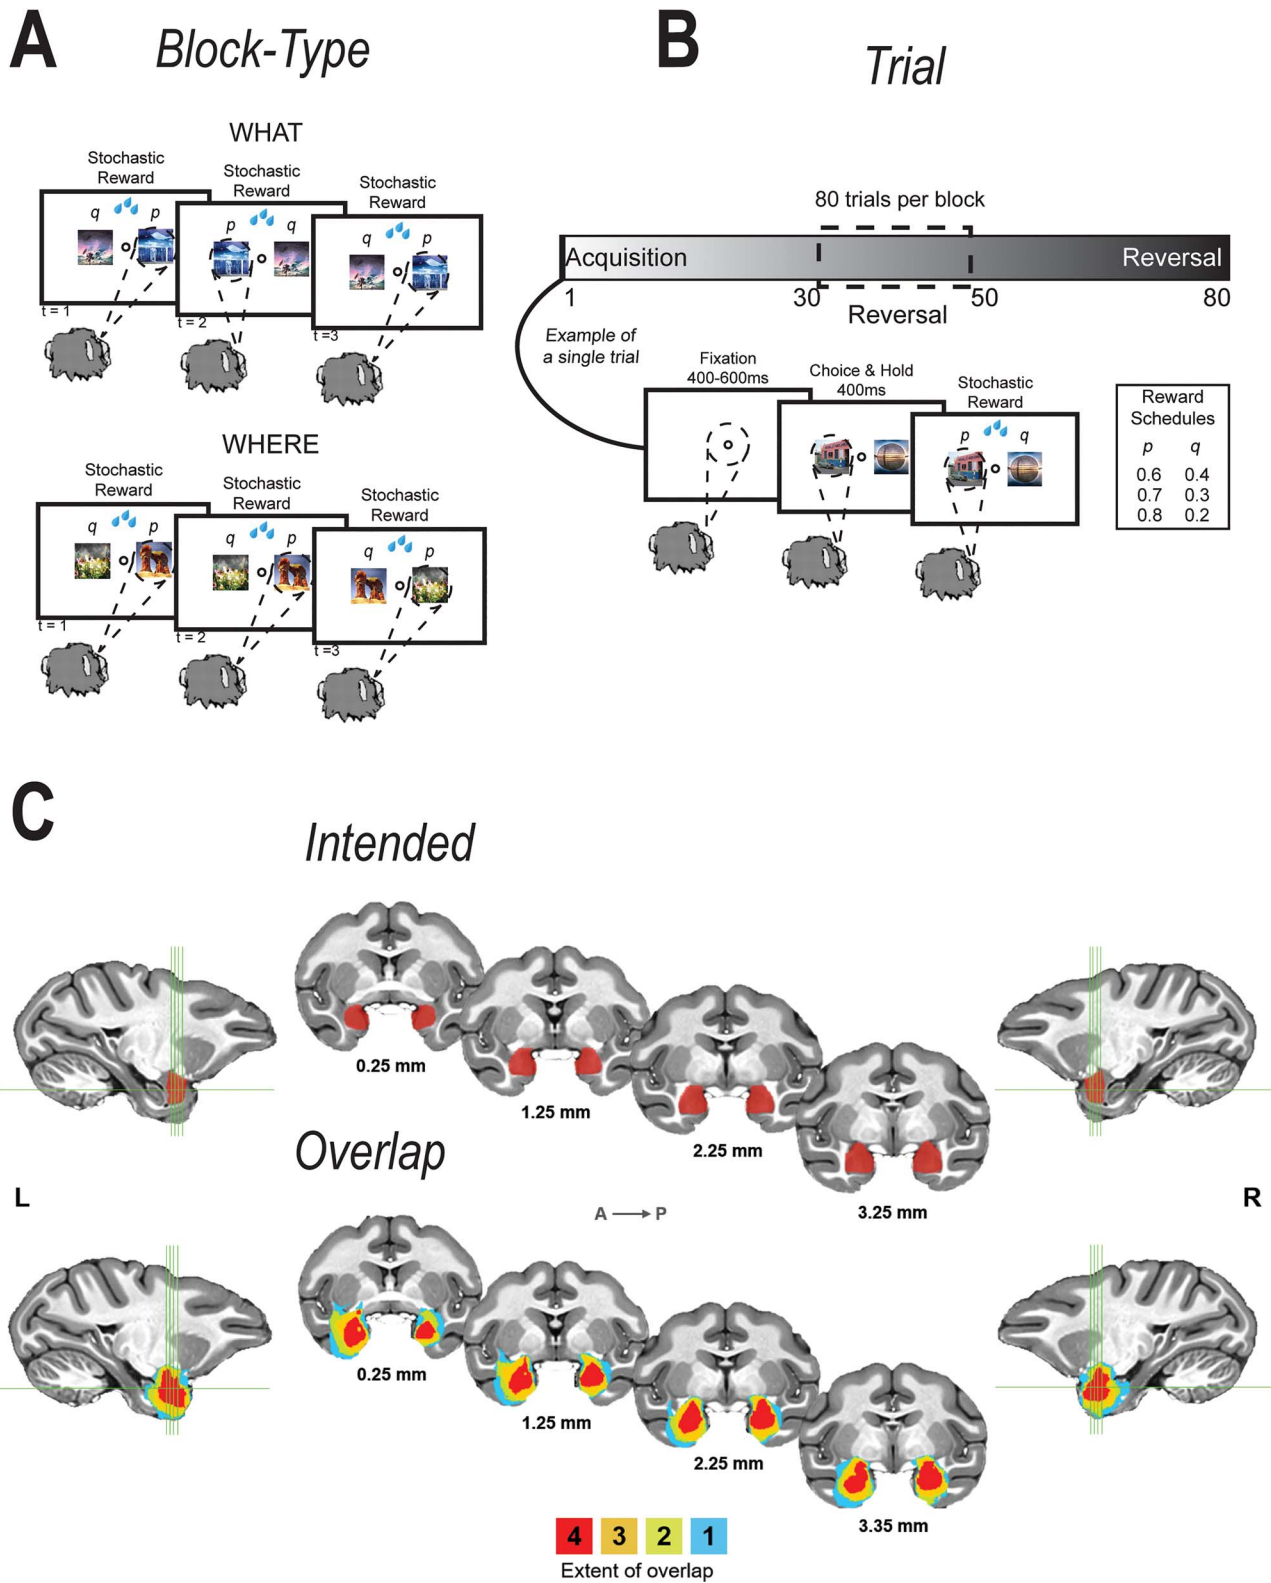 A
Block-Type
WHAT
Stochastic
Reward
q p
t = 1
Stochastic
Reward
p q
t = 2
Stochastic
Reward
q p
t =3
WHERE
Stochastic
Reward
q p
t = 1
Stochastic
Reward
q p
t = 2
Stochastic
Reward
q p
t =3
B
Trial
80 trials per block
Acquisition Reversal
1 30 50 80
Reversal
Example of
a single trial
Fixation
400-600ms
Choice & Hold
400ms
Stochastic
Reward
p q
Reward
Schedules
p q
0.6 0.4
0.7 0.3
0.8 0.2
C
Intended
0.25 mm
1.25 mm
2.25 mm
3.25 mm
Overlap
L R
A P
0.25 mm
1.25 mm
2.25 mm
3.35 mm
4 3 2 1
Extent of overlap